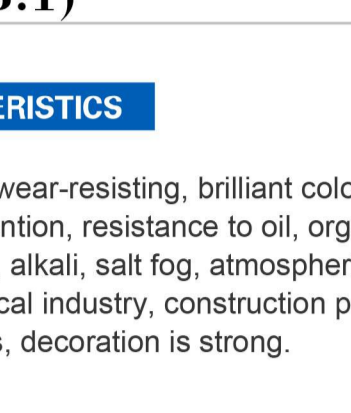 3.1)
ERISTICS
wear-resisting, brilliant colo
ntion, resistance to oil, org
alkali, salt fog, atmospher
cal industry, construction p
s, decoration is strong.